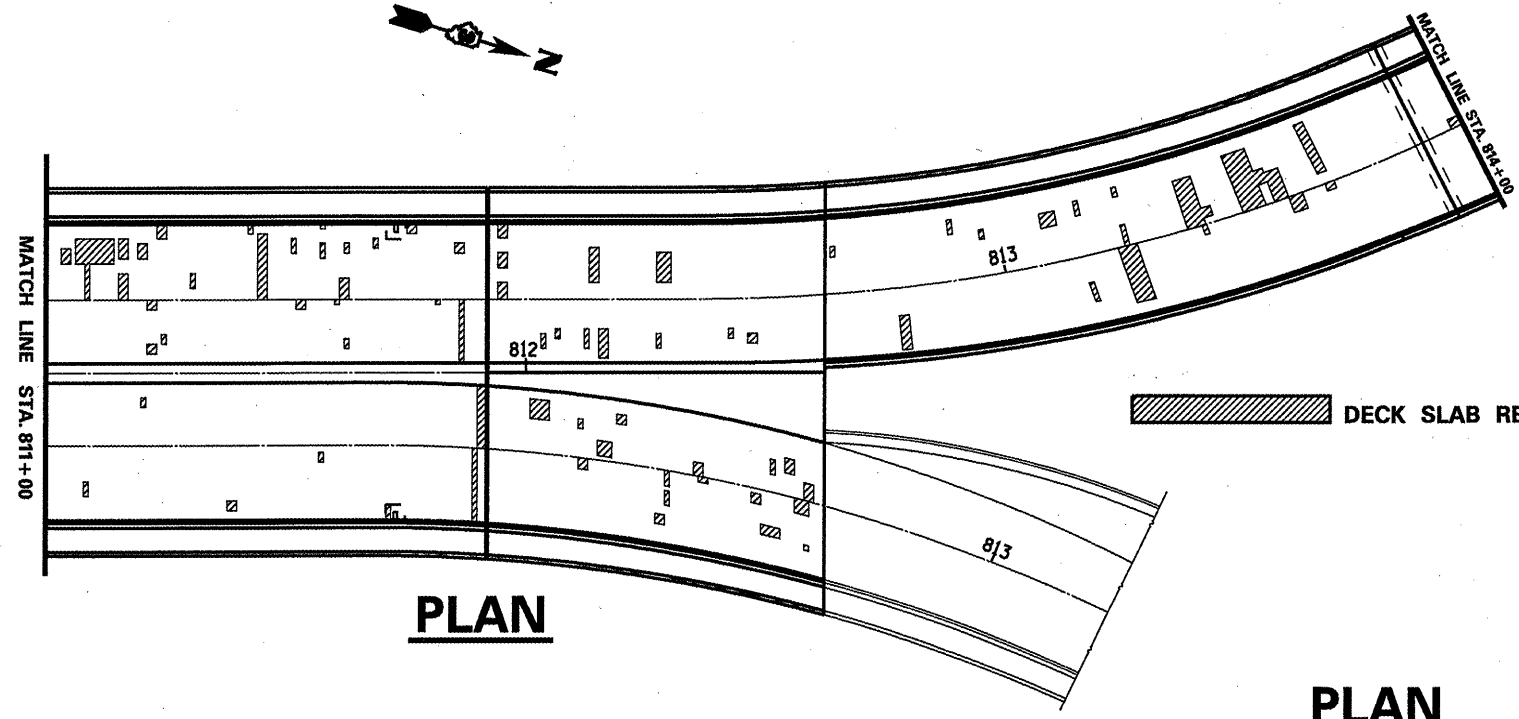 N
MATCH LINE STA. 814+00
813
MATCH LINE STA. 811+00
812
DECK SLAB RE
813
PLAN
PLAN